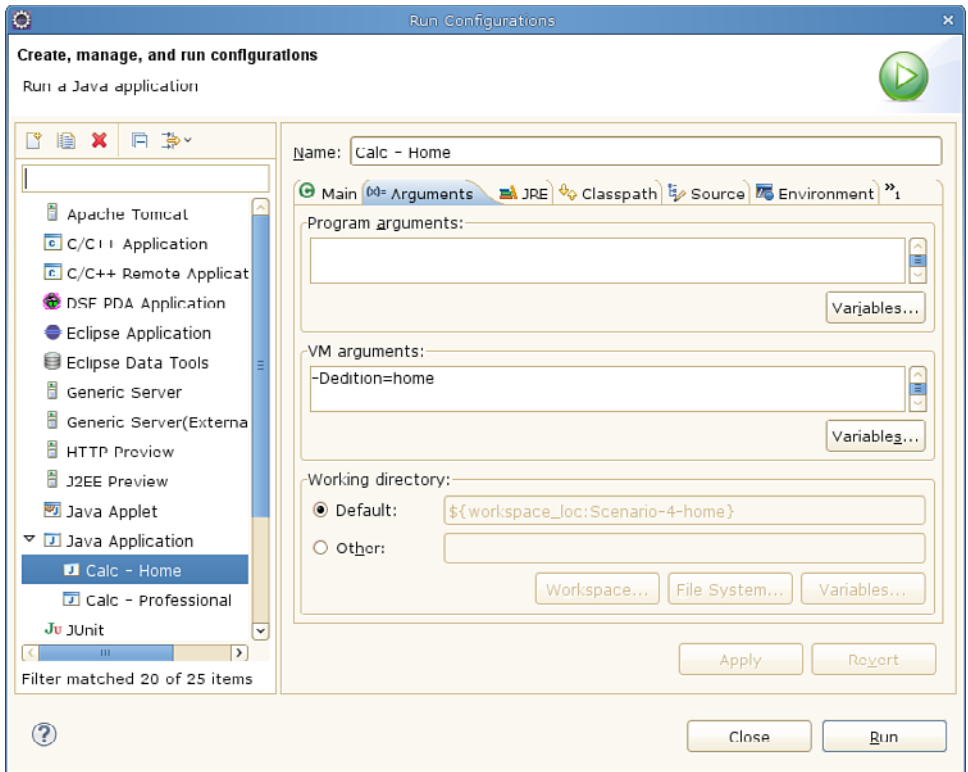 Run Configurations
Create, manage, and run configurations
Run a Java application
Name: Calc - Home
Main (x)= Arguments JRE Classpath Source Environment »1
Program arguments:
Variables...
VM arguments:
-Dedition=home
Variables...
Working directory:
Default: ${workspace_loc:Scenario-4-home}
Other:
Workspace... File System... Variables...
Apply Revert
Apache Tomcat
C/C++ Application
C/C++ Remote Applicat
DSF PDA Application
Eclipse Application
Eclipse Data Tools
Generic Server
Generic Server(Externa
HTTP Preview
J2EE Preview
Java Applet
Java Application
Calc - Home
Calc - Professional
Ju JUnit
Filter matched 20 of 25 items
Close Run